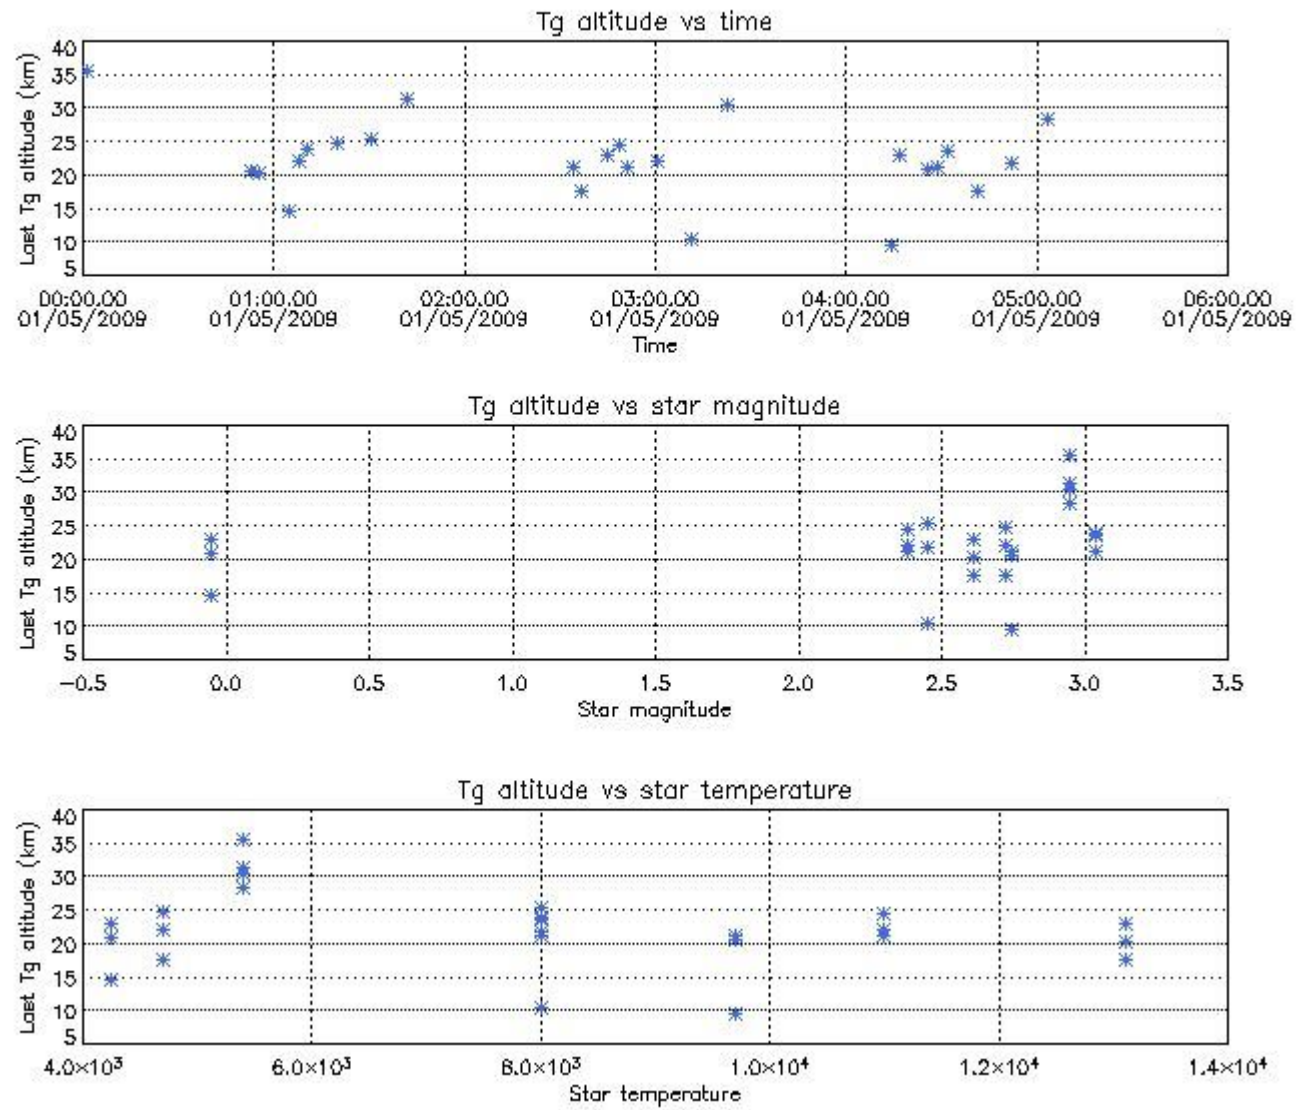 Tg altitude vs time
Last Tg altitude (km)
40
35
30
25
20
15
10
5
00:00.00 01:00.00 02:00.00 03:00.00 04:00.00 05:00.00 06:00.00
01/05/2009 01/05/2009 01/05/2009 01/05/2009 01/05/2009 01/05/2009 01/05/2009
Time
Tg altitude vs star magnitude
Last Tg altitude (km)
40
35
30
25
20
15
10
5
−0.5 0.0 0.5 1.0 1.5 2.0 2.5 3.0 3.5
Star magnitude
Tg altitude vs star temperature
Last Tg altitude (km)
40
35
30
25
20
15
10
5
4.0×10³ 6.0×10³ 8.0×10³ 1.0×10⁴ 1.2×10⁴ 1.4×10⁴
Star temperature